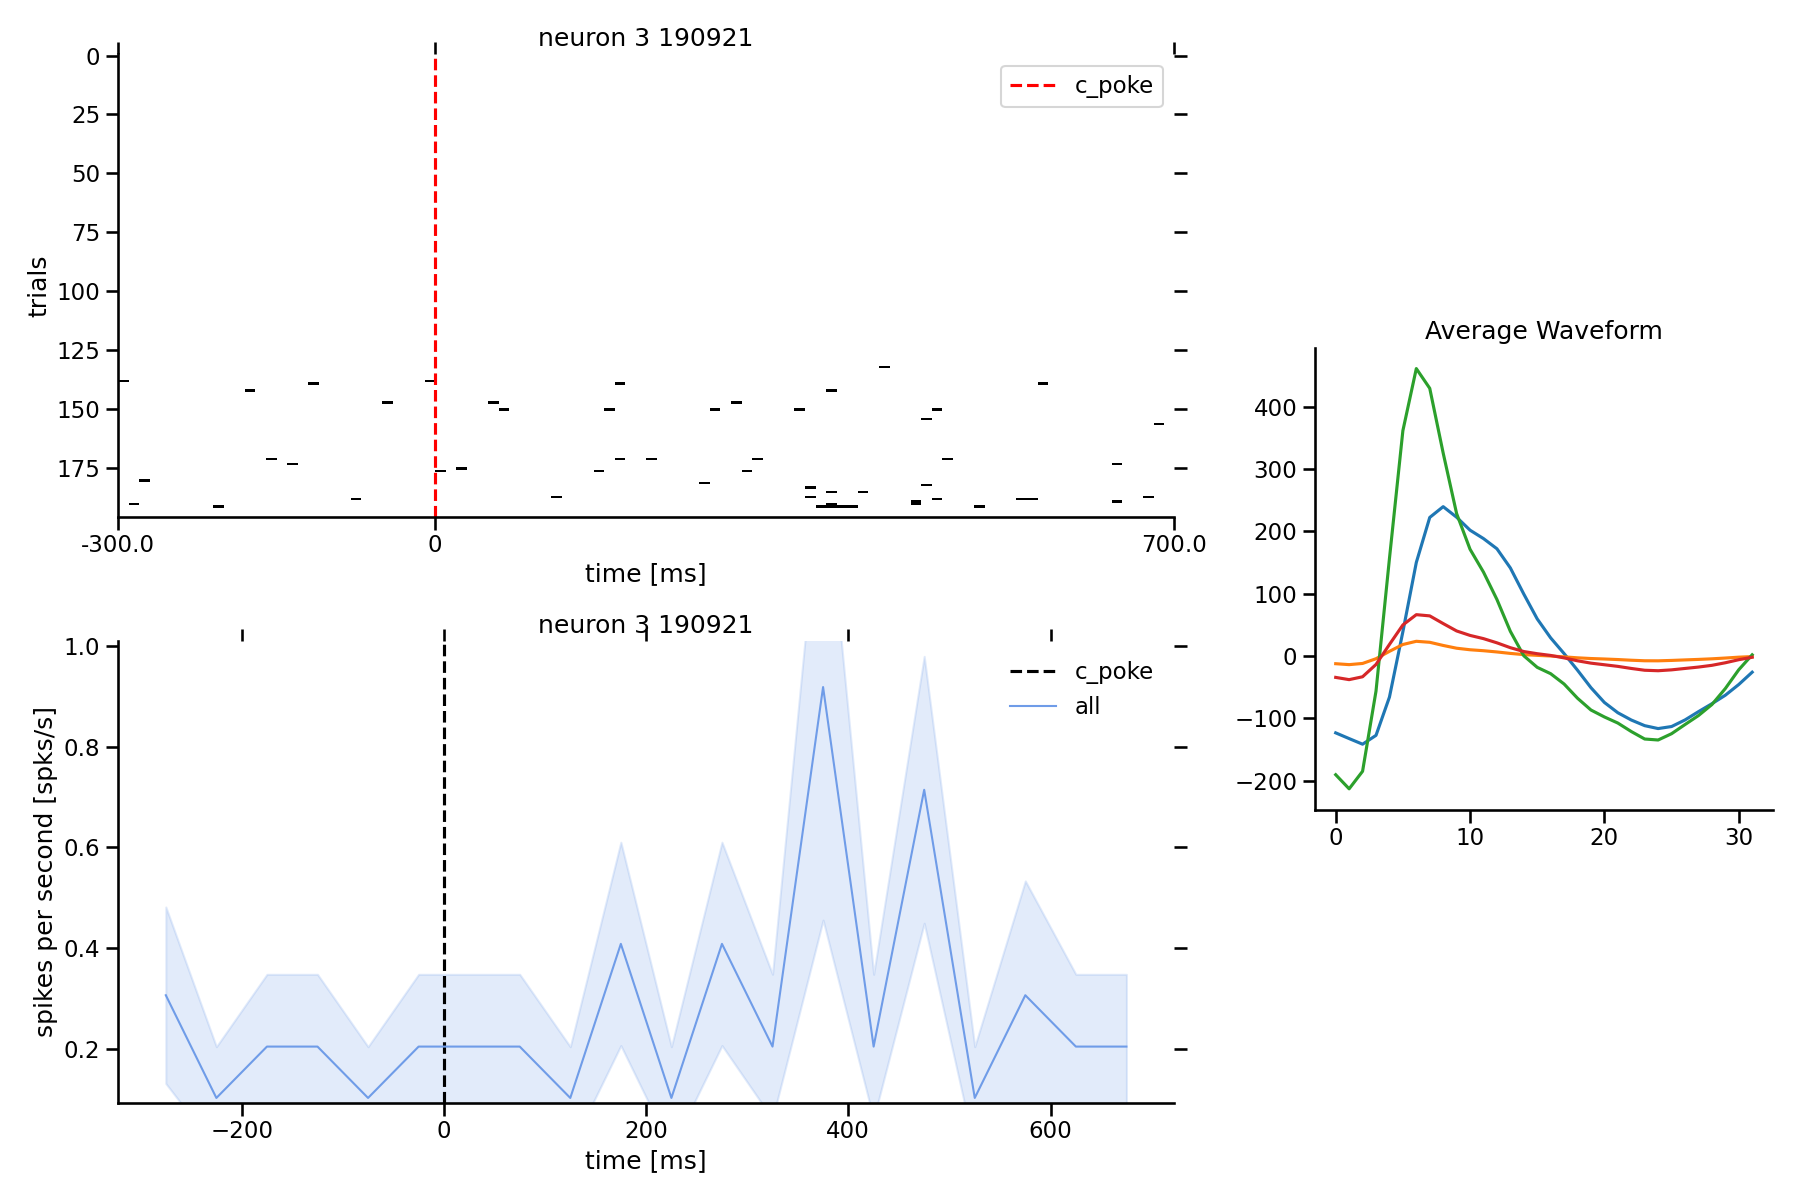 neuron 3 190921
c_poke
0
25
50
75
100
125
150
175
trials
-300.0 0 700.0
time [ms]
neuron 3 190921
c_poke
all
1.0
0.8
0.6
0.4
0.2
spikes per second [spks/s]
−200 0 200 400 600
time [ms]
Average Waveform
400
300
200
100
0
−100
−200
0 10 20 30